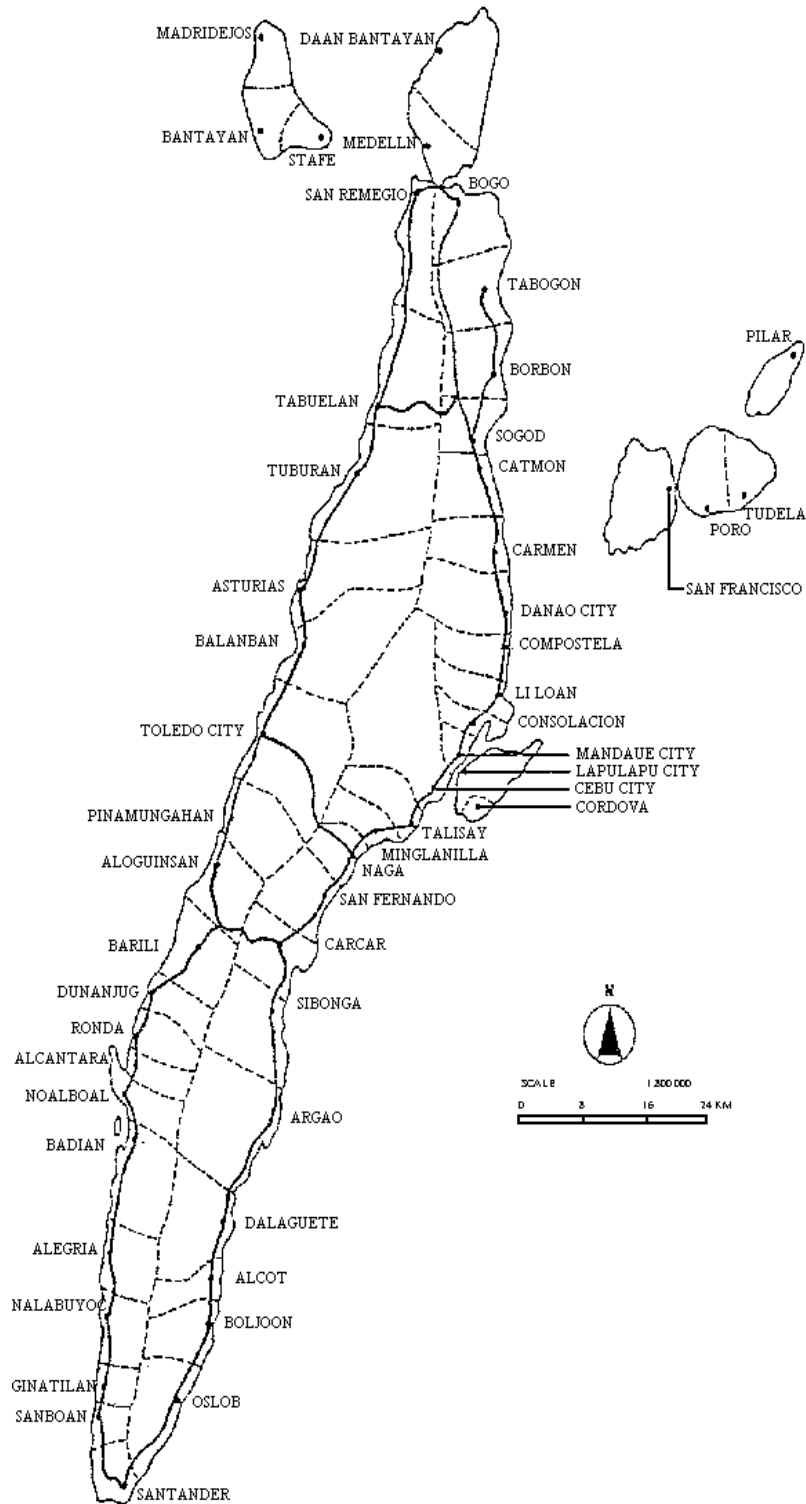 MADRIDEJOS
DAAN BANTAYAN
BANTAYAN
STAFE
MEDELLN
SAN REMEGIO
BOGO
TABOGON
PILAR
BORBON
TABUELAN
SOGOD
CATMON
TUBURAN
TUDELA
PORO
CARMEN
SAN FRANCISCO
ASTURIAS
DANAO CITY
BALANBAN
COMPOSTELA
LI LOAN
CONSOLACION
TOLEDO CITY
MANDAUE CITY
LAPULAPU CITY
CEBU CITY
CORDOVA
PINAMUNGAHAN
TALISAY
MINGLANILLA
ALOGUINSAN
NAGA
SAN FERNANDO
BARILI
CARCAR
DUNANJUG
SIBONGA
RONDA
ALCANTARA
NOALBOAL
ARGAO
BADIAN
DALAGUETE
ALEGRIA
ALCOT
NALABUYOC
BOLJOON
GINATILAN
OSLOB
SANBOAN
SANTANDER
N
SCALE 1:800 000
0 8 16 24 KM